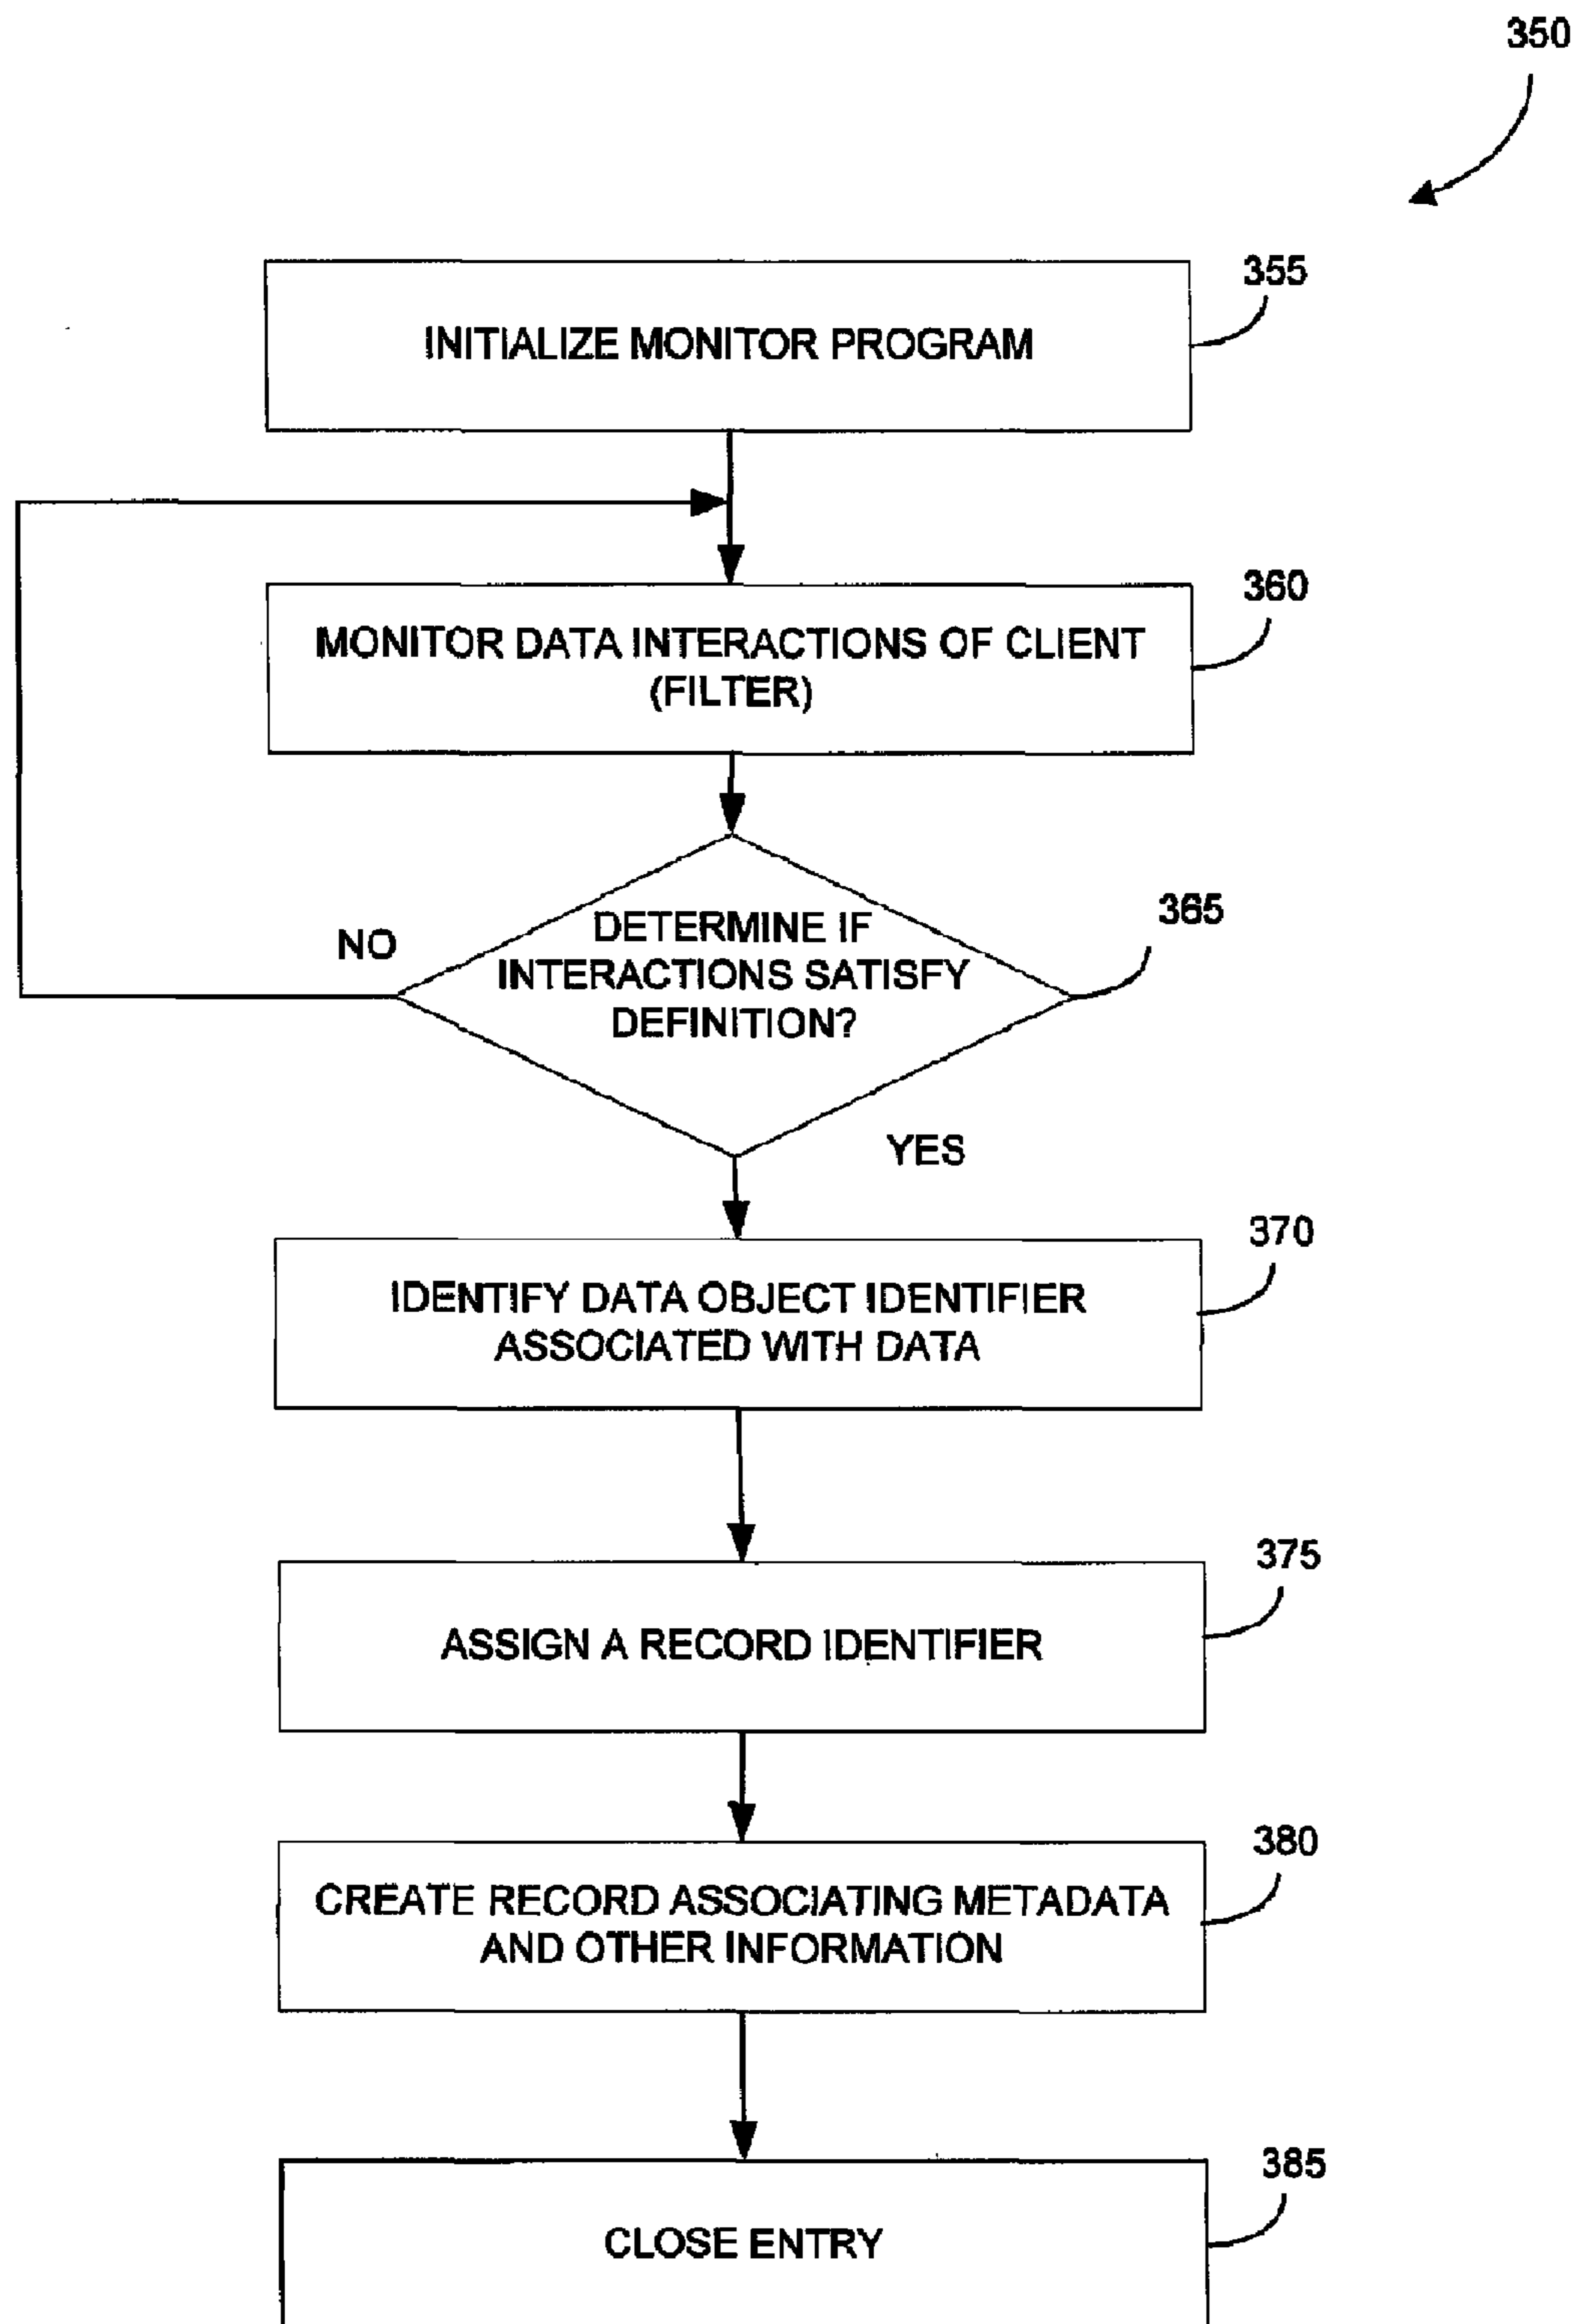 350
355
INITIALIZE MONITOR PROGRAM
360
MONITOR DATA INTERACTIONS OF CLIENT
(FILTER)
365
NO
DETERMINE IF
INTERACTIONS SATISFY
DEFINITION?
YES
370
IDENTIFY DATA OBJECT IDENTIFIER
ASSOCIATED WITH DATA
375
ASSIGN A RECORD IDENTIFIER
380
CREATE RECORD ASSOCIATING METADATA
AND OTHER INFORMATION
385
CLOSE ENTRY